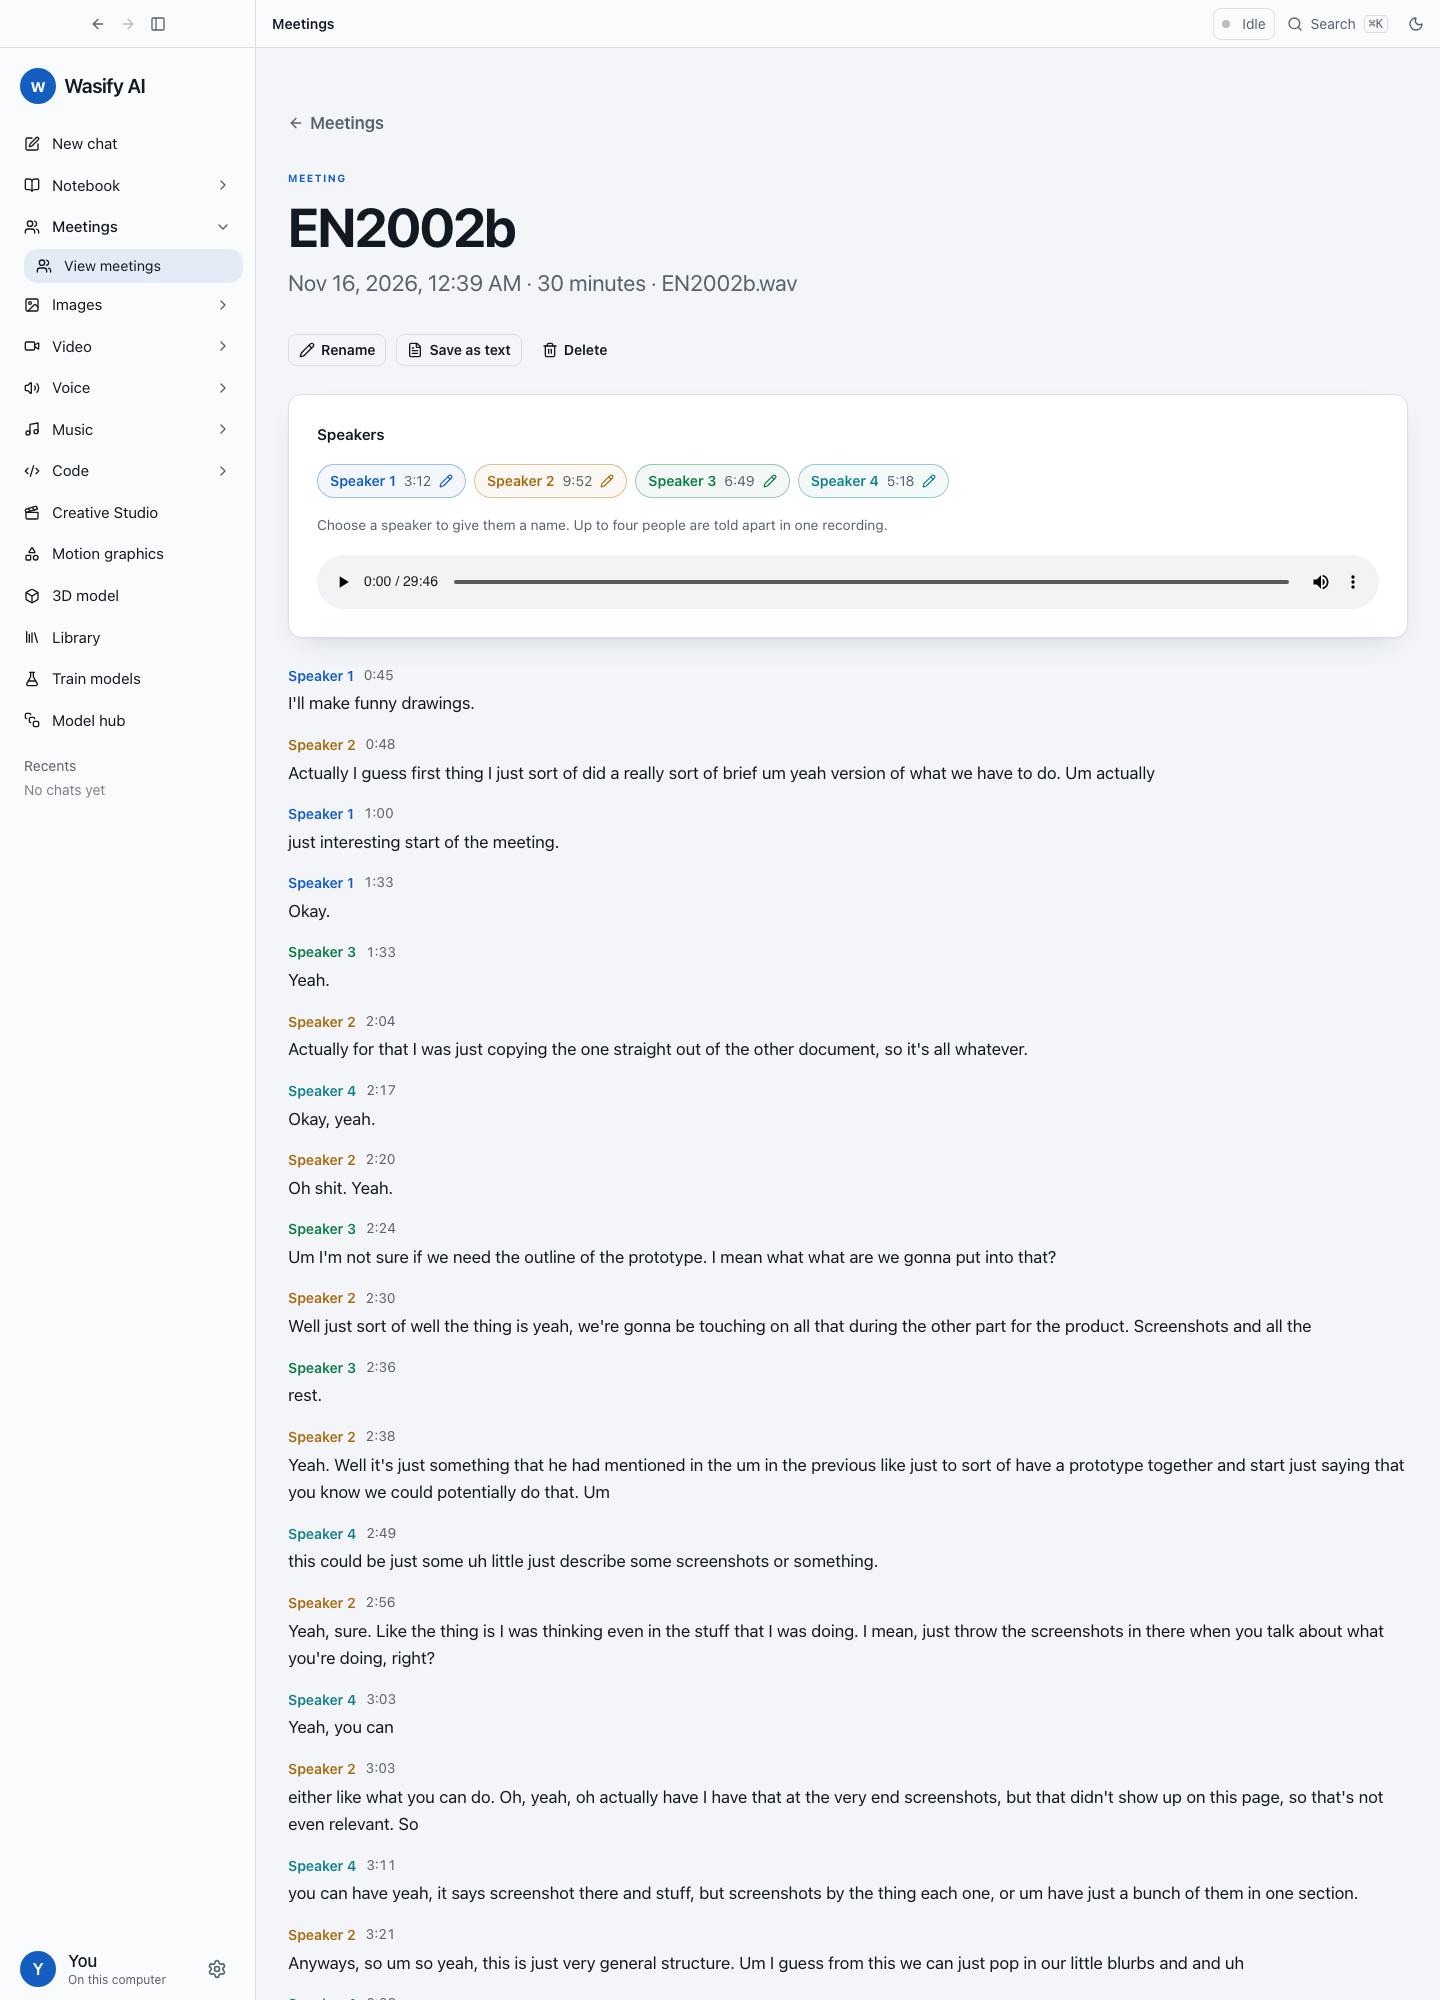 Meetings
Idle
Search ⌘K
W Wasify AI
New chat
Notebook
Meetings
View meetings
Images
Video
Voice
Music
Code
Creative Studio
Motion graphics
3D model
Library
Train models
Model hub
Recents
No chats yet
Y You
On this computer
Meetings
MEETING
EN2002b
Nov 16, 2026, 12:39 AM · 30 minutes · EN2002b.wav
Rename
Save as text
Delete
Speakers
Speaker 1 3:12
Speaker 2 9:52
Speaker 3 6:49
Speaker 4 5:18
Choose a speaker to give them a name. Up to four people are told apart in one recording.
0:00 / 29:46
Speaker 1 0:45
I'll make funny drawings.
Speaker 2 0:48
Actually I guess first thing I just sort of did a really sort of brief um yeah version of what we have to do. Um actually
Speaker 1 1:00
just interesting start of the meeting.
Speaker 1 1:33
Okay.
Speaker 3 1:33
Yeah.
Speaker 2 2:04
Actually for that I was just copying the one straight out of the other document, so it's all whatever.
Speaker 4 2:17
Okay, yeah.
Speaker 2 2:20
Oh shit. Yeah.
Speaker 3 2:24
Um I'm not sure if we need the outline of the prototype. I mean what what are we gonna put into that?
Speaker 2 2:30
Well just sort of well the thing is yeah, we're gonna be touching on all that during the other part for the product. Screenshots and all the
Speaker 3 2:36
rest.
Speaker 2 2:38
Yeah. Well it's just something that he had mentioned in the um in the previous like just to sort of have a prototype together and start just saying that
you know we could potentially do that. Um
Speaker 4 2:49
this could be just some uh little just describe some screenshots or something.
Speaker 2 2:56
Yeah, sure. Like the thing is I was thinking even in the stuff that I was doing. I mean, just throw the screenshots in there when you talk about what
you're doing, right?
Speaker 4 3:03
Yeah, you can
Speaker 2 3:03
either like what you can do. Oh, yeah, oh actually have I have that at the very end screenshots, but that didn't show up on this page, so that's not
even relevant. So
Speaker 4 3:11
you can have yeah, it says screenshot there and stuff, but screenshots by the thing each one, or um have just a bunch of them in one section.
Speaker 2 3:21
Anyways, so um so yeah, this is just very general structure. Um I guess from this we can just pop in our little blurbs and and uh